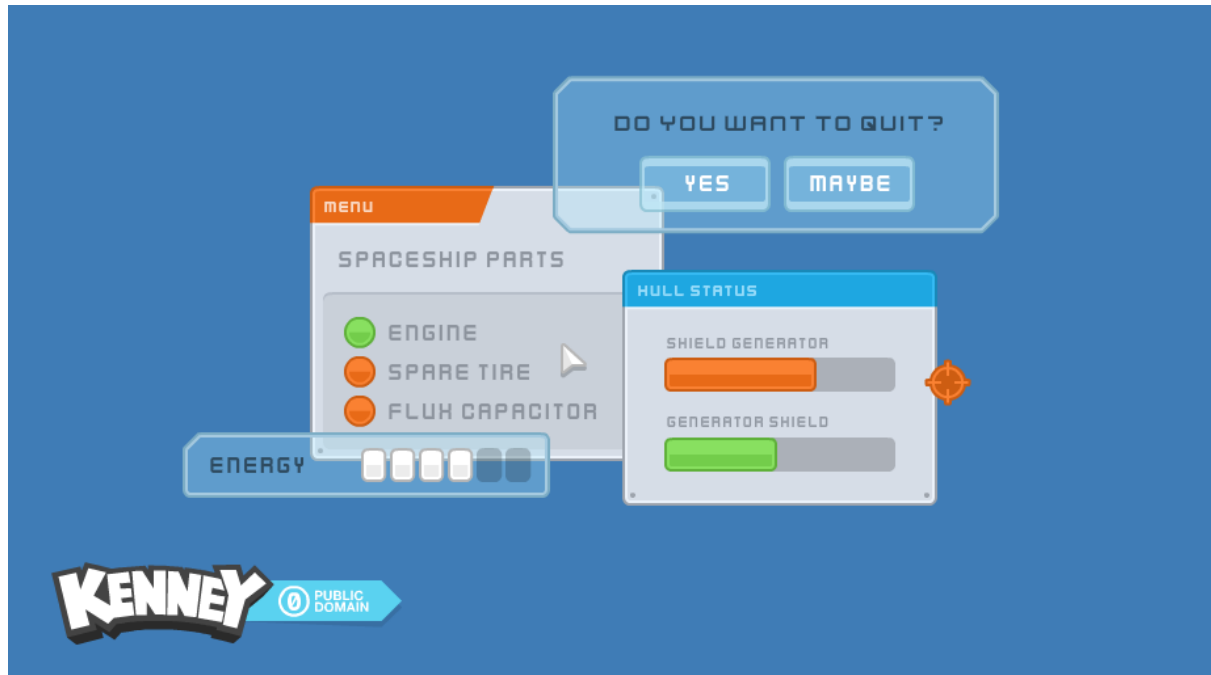 DO YOU WANT TO QUIT?
YES
MAYBE
MENU
SPACESHIP PARTS
ENGINE
SPARE TIRE
FLUX CAPACITOR
HULL STATUS
SHIELD GENERATOR
GENERATOR SHIELD
ENERGY
KENNEY
0 PUBLIC
DOMAIN